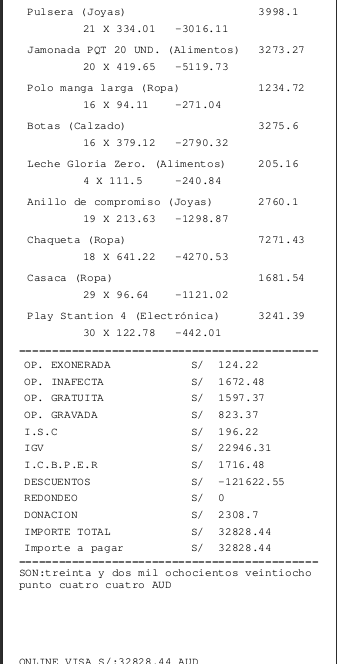 Pulsera (Joyas) 3998.1
21 X 334.01 -3016.11
Jamonada PQT 20 UND. (Alimentos) 3273.27
20 X 419.65 -5119.73
Polo manga larga (Ropa) 1234.72
16 X 94.11 -271.04
Botas (Calzado) 3275.6
16 X 379.12 -2790.32
Leche Gloria Zero. (Alimentos) 205.16
4 X 111.5 -240.84
Anillo de compromiso (Joyas) 2760.1
19 X 213.63 -1298.87
Chaqueta (Ropa) 7271.43
18 X 641.22 -4270.53
Casaca (Ropa) 1681.54
29 X 96.64 -1121.02
Play Stantion 4 (Electrónica) 3241.39
30 X 122.78 -442.01
OP. EXONERADA S/ 124.22
OP. INAFECTA S/ 1672.48
OP. GRATUITA S/ 1597.37
OP. GRAVADA S/ 823.37
I.S.C S/ 196.22
IGV S/ 22946.31
I.C.B.P.E.R S/ 1716.48
DESCUENTOS S/ -121622.55
REDONDEO S/ 0
DONACION S/ 2308.7
IMPORTE TOTAL S/ 32828.44
Importe a pagar S/ 32828.44
SON:treinta y dos mil ochocientos veintiocho
punto cuatro cuatro AUD
ONLINE VISA S/:32828.44 AUD